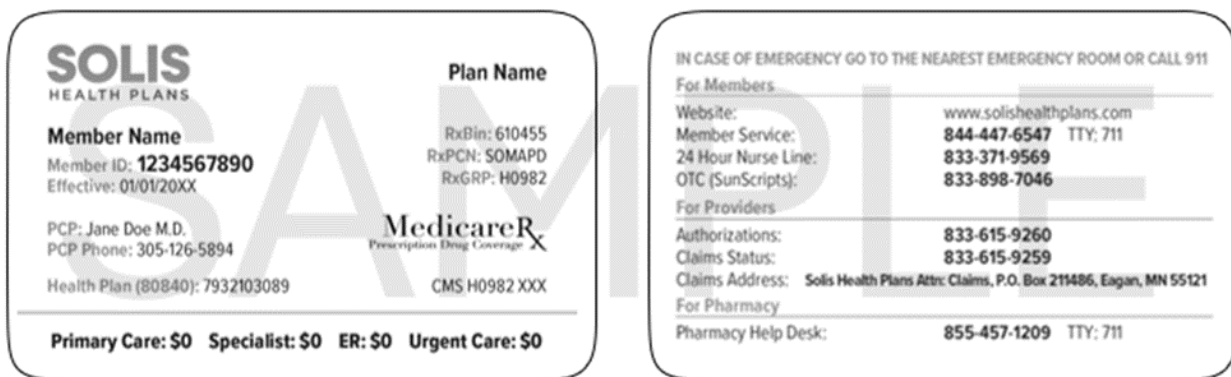 SOLIS
HEALTH PLANS
Plan Name
Member Name
Member ID: 1234567890
Effective: 01/01/20XX
RxBin: 610455
RxPCN: SOMAPD
RxGRP: H0982
PCP: Jane Doe M.D.
PCP Phone: 305-126-5894
MedicareRx
Prescription Drug Coverage
Health Plan (80840): 7932103089
CMS H0982 XXX
Primary Care: $0 Specialist: $0 ER: $0 Urgent Care: $0
IN CASE OF EMERGENCY GO TO THE NEAREST EMERGENCY ROOM OR CALL 911
For Members
Website: www.solishealthplans.com
Member Service: 844-447-6547 TTY: 711
24 Hour Nurse Line: 833-371-9569
OTC (SunScripts): 833-898-7046
For Providers
Authorizations: 833-615-9260
Claims Status: 833-615-9259
Claims Address: Solis Health Plans Attn: Claims, P.O. Box 211486, Eagan, MN 55121
For Pharmacy
Pharmacy Help Desk: 855-457-1209 TTY: 711
SAMPLE